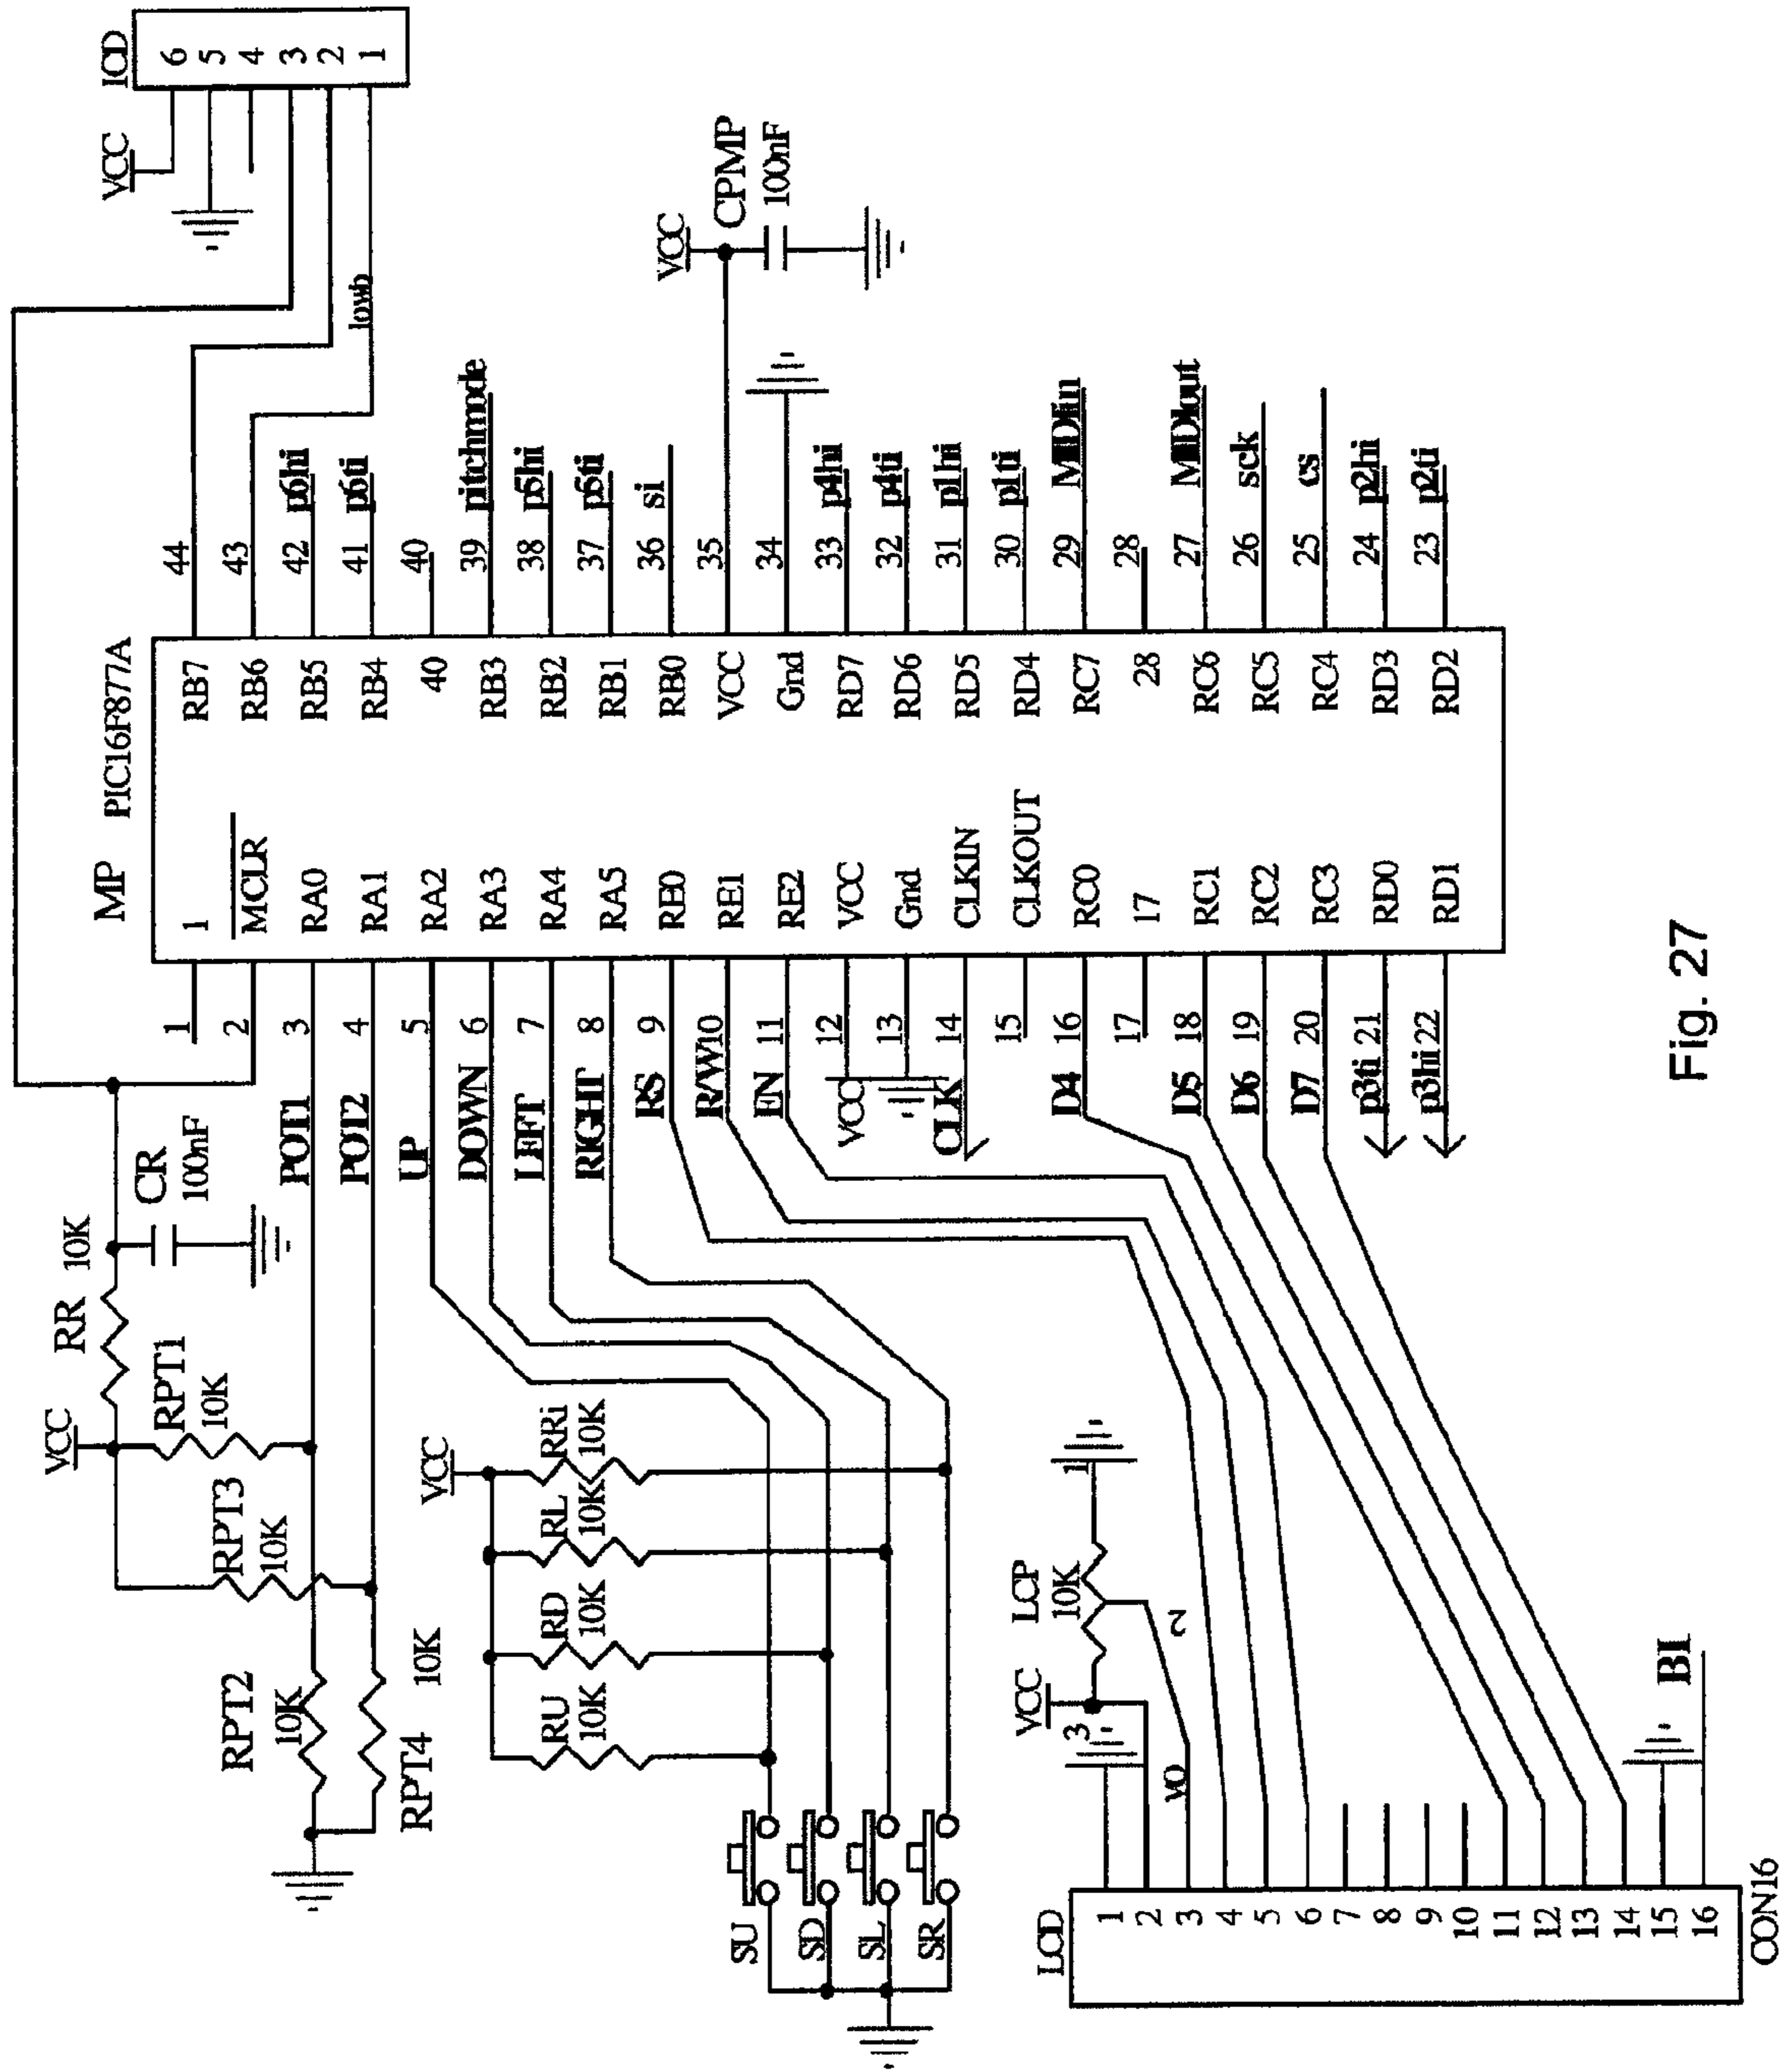 ICD
VCC
6
5
4
3
2
1
lowb
VCC
CPMP
100nF
MP
PIC16F877A
1
MCLR
RA0
RA1
RA2
RA3
RA4
RA5
RE0
RE1
RE2
VCC
Gnd
CLKIN
CLKOUT
RC0
17
RC1
RC2
RC3
RD0
RD1
RB7
RB6
RB5
RB4
40
RB3
RB2
RB1
RB0
VCC
Gnd
RD7
RD6
RD5
RD4
RC7
28
RC6
RC5
RC4
RD3
RD2
44
43
42 p6hi
41 p6ti
40
39 pitchmode
38 p5hi
37 p5ti
36 si
35
34
33 p4hi
32 p4ti
31 p1hi
30 p1ti
29 MIDIin
28
27 MIDIout
26 sck
25 cs
24 p2hi
23 p2ti
1
2
POT1 3
POT2 4
UP 5
DOWN 6
LEFT 7
RIGHT 8
RS 9
R/W 10
EN 11
VCC 12
13
CLK 14
15
D4 16
17
D5 18
D6 19
D7 20
p3ti 21
p3hi 22
CR
100nF
RR
10K
VCC
RPT1
10K
RPT3
10K
RPT2
10K
RPT4
10K
VCC
RRi
10K
RL
10K
RD
10K
RU
10K
SU
SD
SL
SR
1
LCP
10K
2
VCC
3
VO
BI
LCD
1
2
3
4
5
6
7
8
9
10
11
12
13
14
15
16
CON16
Fig. 27